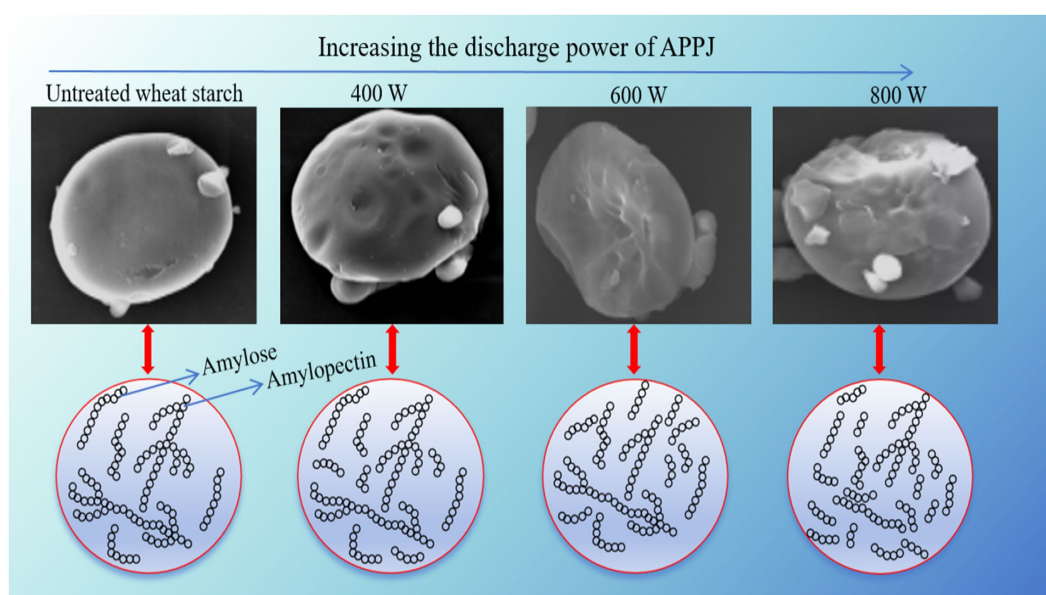 Increasing the discharge power of APPJ
Untreated wheat starch
400 W
600 W
800 W
Amylose
Amylopectin